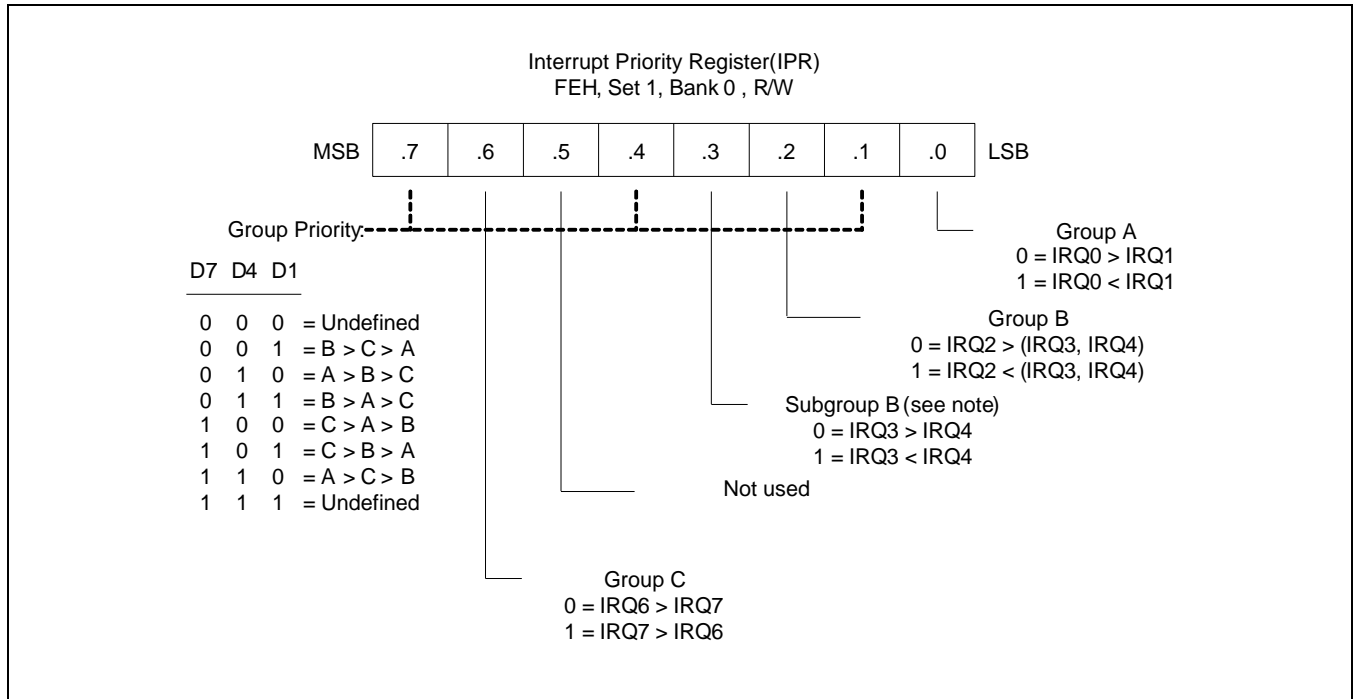 Interrupt Priority Register(IPR)
FEH, Set 1, Bank 0 , R/W
MSB .7 .6 .5 .4 .3 .2 .1 .0 LSB
Group Priority:
D7 D4 D1
0 0 0 = Undefined
0 0 1 = B > C > A
0 1 0 = A > B > C
0 1 1 = B > A > C
1 0 0 = C > A > B
1 0 1 = C > B > A
1 1 0 = A > C > B
1 1 1 = Undefined
Group A
0 = IRQ0 > IRQ1
1 = IRQ0 < IRQ1
Group B
0 = IRQ2 > (IRQ3, IRQ4)
1 = IRQ2 < (IRQ3, IRQ4)
Subgroup B (see note)
0 = IRQ3 > IRQ4
1 = IRQ3 < IRQ4
Not used
Group C
0 = IRQ6 > IRQ7
1 = IRQ7 > IRQ6